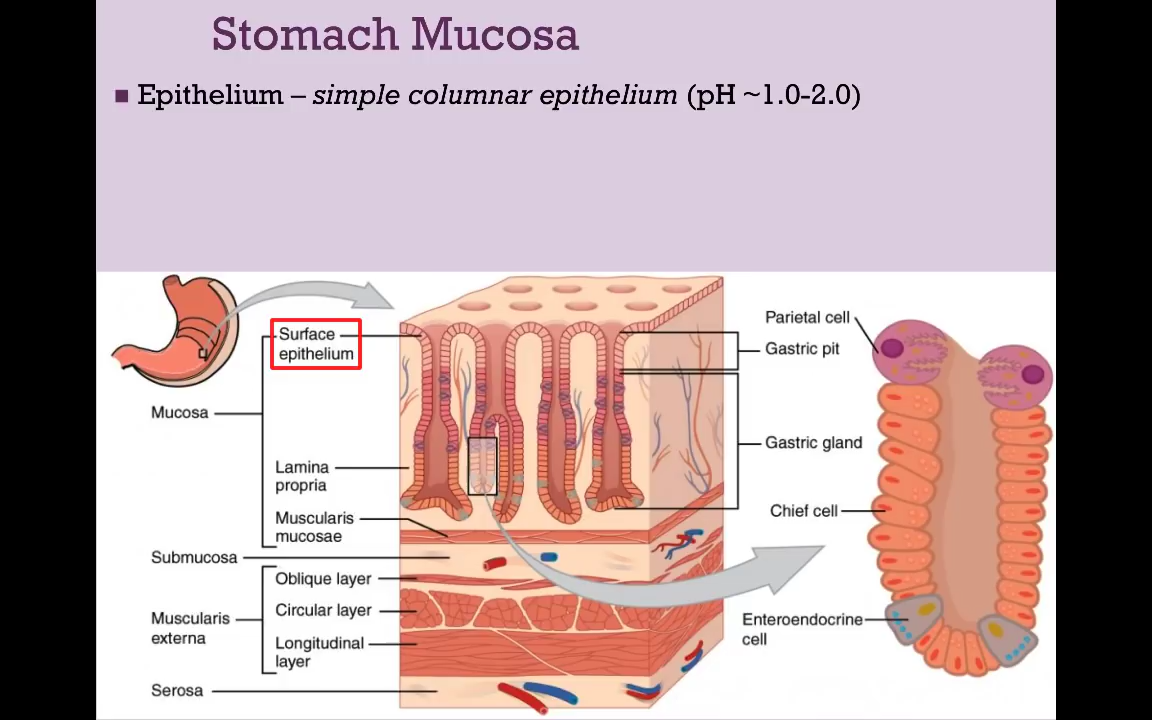 Stomach Mucosa
■ Epithelium – simple columnar epithelium (pH ~1.0-2.0)
Surface
epithelium
Mucosa
Lamina
propria
Muscularis
mucosae
Submucosa
Oblique layer
Circular layer
Muscularis
externa
Longitudinal
layer
Serosa
Parietal cell
Gastric pit
Gastric gland
Chief cell
Enteroendocrine
cell